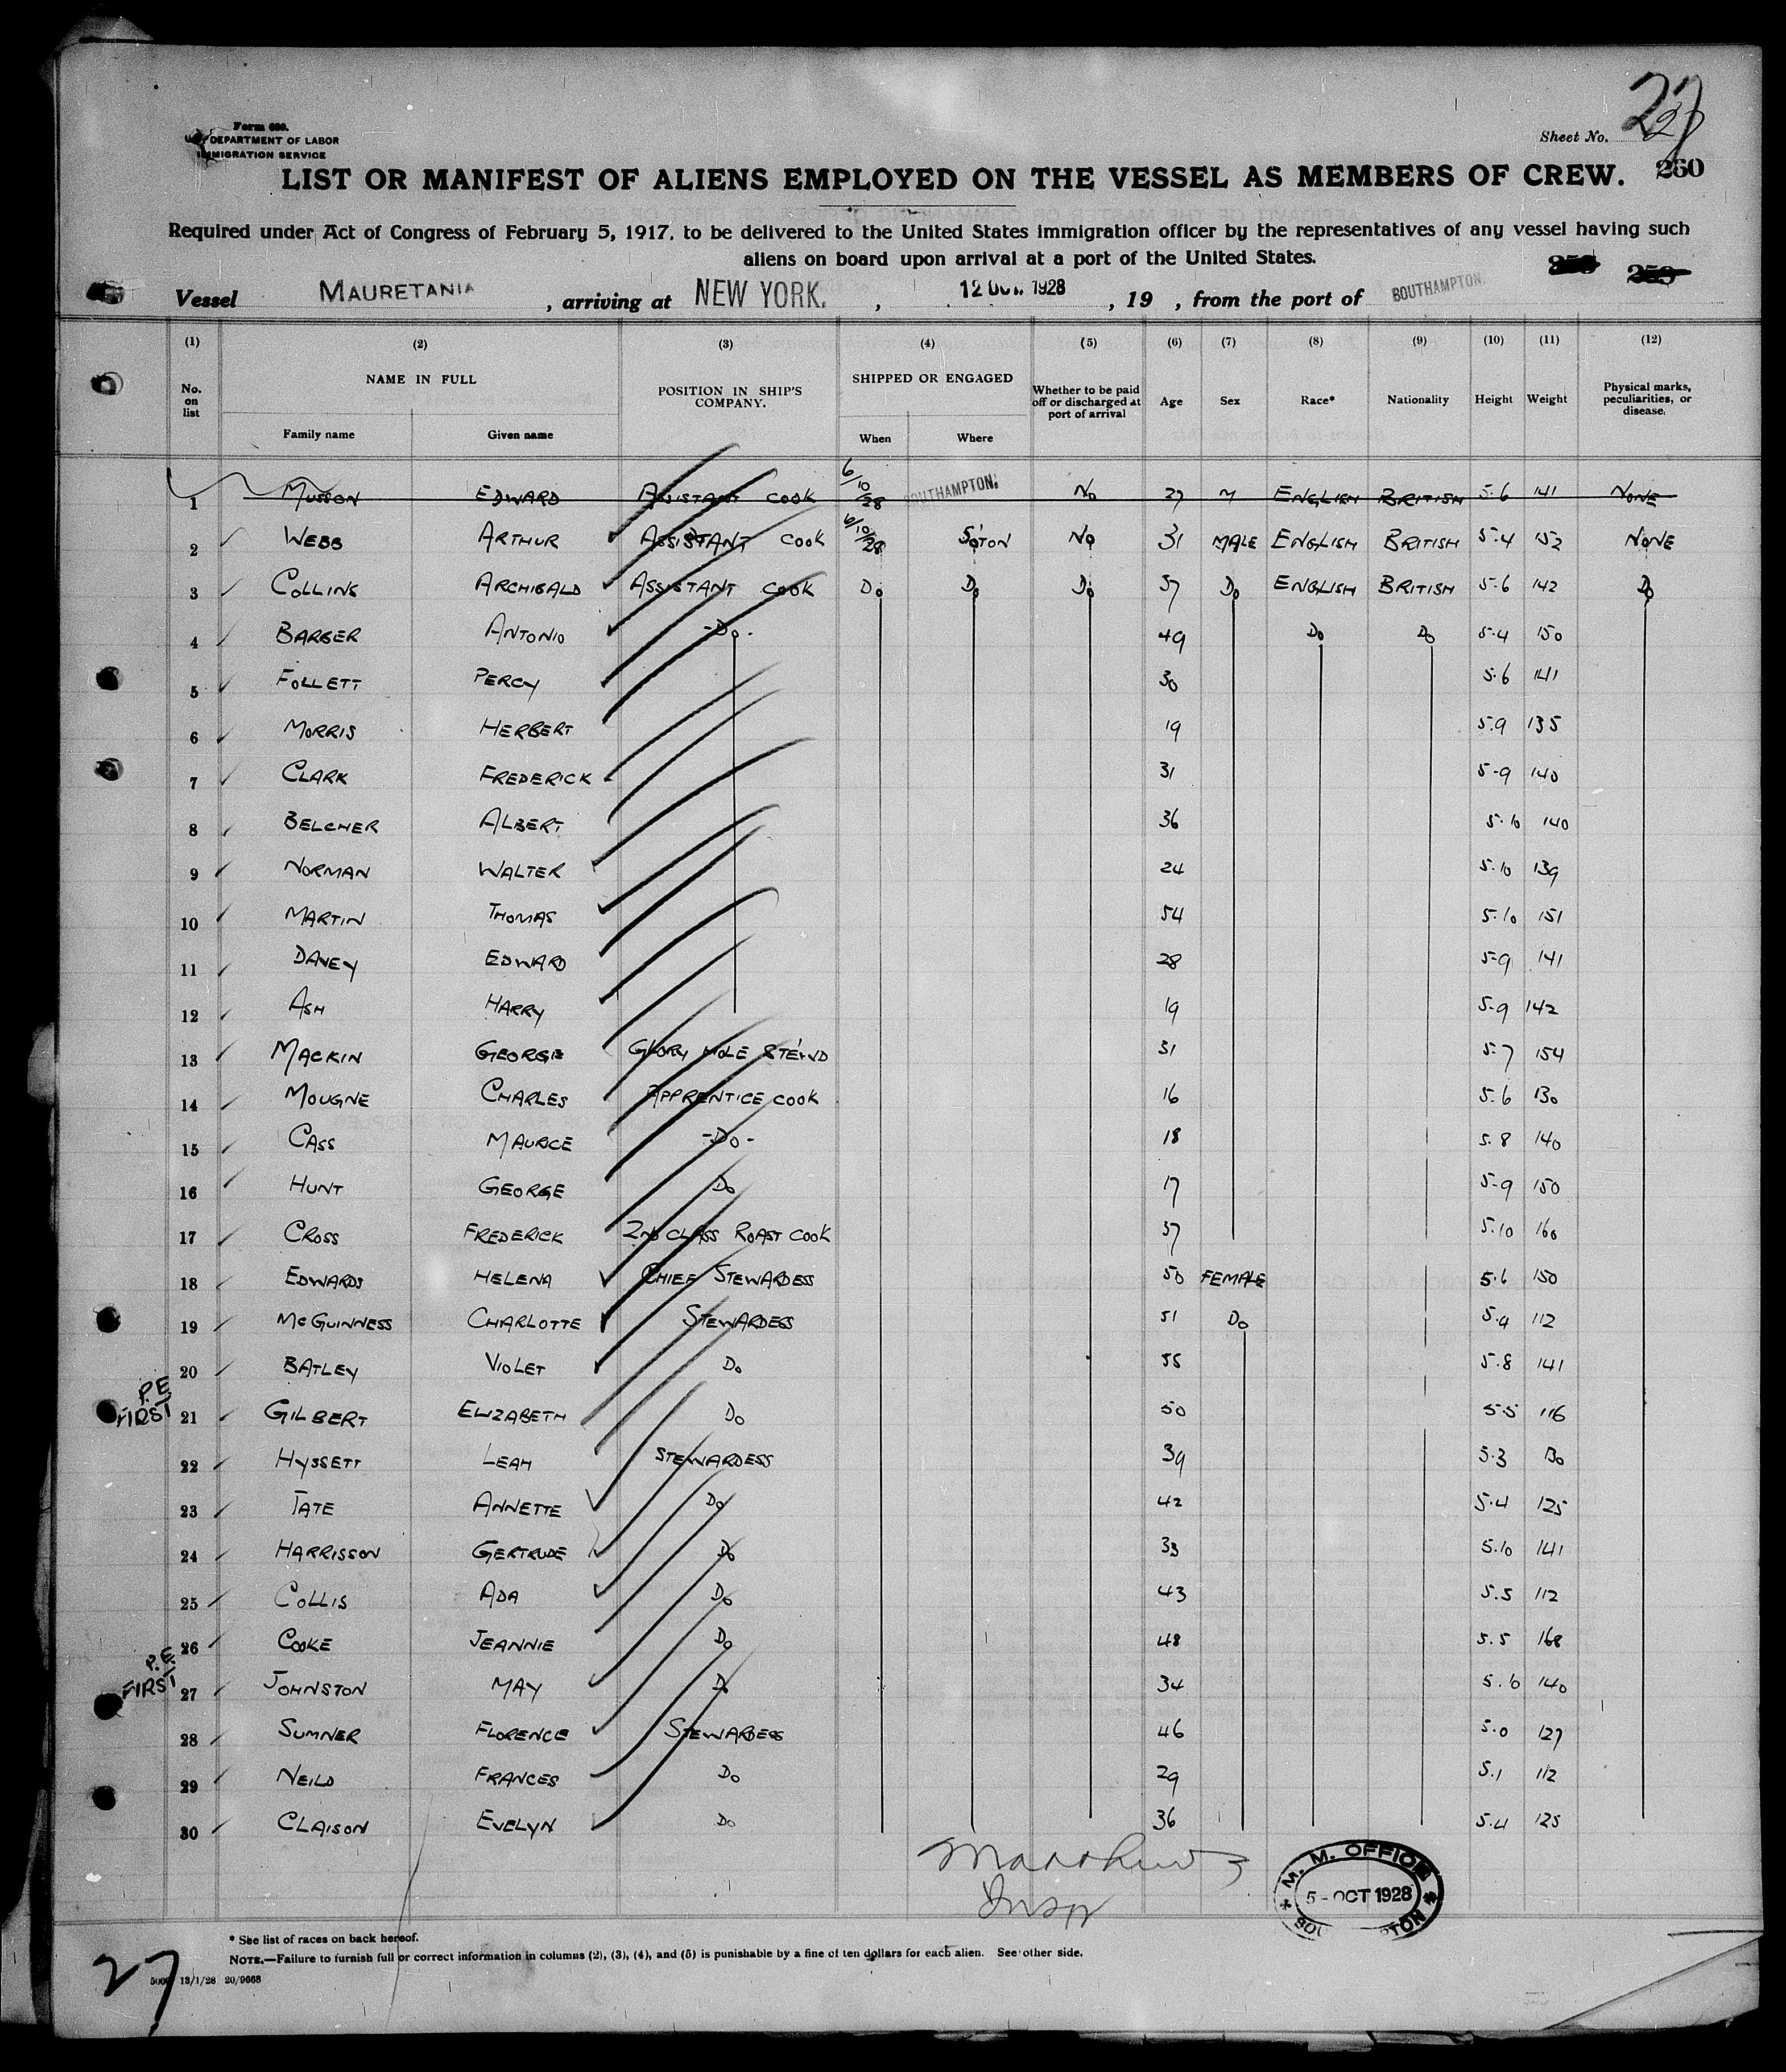 Form 680.
U. S. DEPARTMENT OF LABOR
IMMIGRATION SERVICE
Sheet No. 27
LIST OR MANIFEST OF ALIENS EMPLOYED ON THE VESSEL AS MEMBERS OF CREW. 250
Required under Act of Congress of February 5, 1917, to be delivered to the United States immigration officer by the representatives of any vessel having such
aliens on board upon arrival at a port of the United States.
Vessel MAURETANIA, arriving at NEW YORK., 12 OCT. 1928, 19 , from the port of SOUTHAMPTON.
(1) (2) (3) (4) (5) (6) (7) (8) (9) (10) (11) (12)
No. on list NAME IN FULL POSITION IN SHIP'S COMPANY. SHIPPED OR ENGAGED Whether to be paid off or discharged at port of arrival Age Sex Race* Nationality Height Weight Physical marks, peculiarities, or disease.
Family name Given name When Where
1 MUSSON EDWARD ASSISTANT COOK 6/10/28 SOUTHAMPTON. No 27 M ENGLISH BRITISH 5.6 141 NONE
2 WEBB ARTHUR ASSISTANT COOK 6/10/28 S'OTON No 31 MALE ENGLISH BRITISH 5.4 152 NONE
3 COLLINS ARCHIBALD ASSISTANT COOK Do Do Do 37 Do ENGLISH BRITISH 5.6 142 Do
4 BARBER ANTONIO -Do- 49 Do Do 5.4 150
5 FOLLETT PERCY 30 5.6 141
6 MORRIS HERBERT 19 5.9 135
7 CLARK FREDERICK 31 5-9 140
8 BELCHER ALBERT 36 5.10 140
9 NORMAN WALTER 24 5.10 139
10 MARTIN THOMAS 54 5.10 151
11 DAVEY EDWARD 28 5-9 141
12 ASH HARRY 19 5-9 142
13 MACKIN GEORGE GLORY HOLE STE'WD 31 5.7 154
14 MOUGNE CHARLES APPRENTICE COOK 16 5.6 130
15 CASS MAURICE -Do- 18 5.8 140
16 HUNT GEORGE Do 17 5-9 150
17 CROSS FREDERICK 2ND CLASS ROAST COOK 37 5.10 160
18 EDWARDS HELENA CHIEF STEWARDESS 50 FEMALE 5.6 150
19 McGUINNESS CHARLOTTE STEWARDESS 51 Do 5.4 112
20 BATLEY VIOLET Do 55 5.8 141
P.E. FIRST 21 GILBERT ELIZABETH Do 50 5-5 116
22 HYSSETT LEAH STEWARDESS 39 5.3 130
23 TATE ANNETTE Do 42 5.4 125
24 HARRISSON GERTRUDE Do 33 5.10 141
25 COLLIS ADA Do 43 5.5 112
26 COOKE JEANNIE Do 48 5.5 168
P.E. FIRST 27 JOHNSTON MAY Do 34 5.6 140
28 SUMNER FLORENCE STEWARDESS 46 5.0 127
29 NEILD FRANCES Do 29 5.1 112
30 CLAISON EVELYN Do 36 5.4 125
M. M. OFFICE
5 - OCT 1928
* See list of races on back hereof.
NOTE.—Failure to furnish full or correct information in columns (2), (3), (4), and (5) is punishable by a fine of ten dollars for each alien. See other side.
27
5000 13/1/28 20/9668